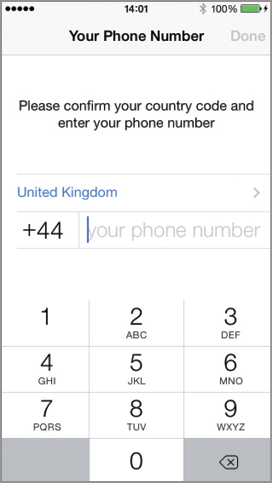 14:01 100%
Your Phone Number Done
Please confirm your country code and
enter your phone number
United Kingdom
+44 your phone number
1 2 3
ABC DEF
4 5 6
GHI JKL MNO
7 8 9
PQRS TUV WXYZ
0